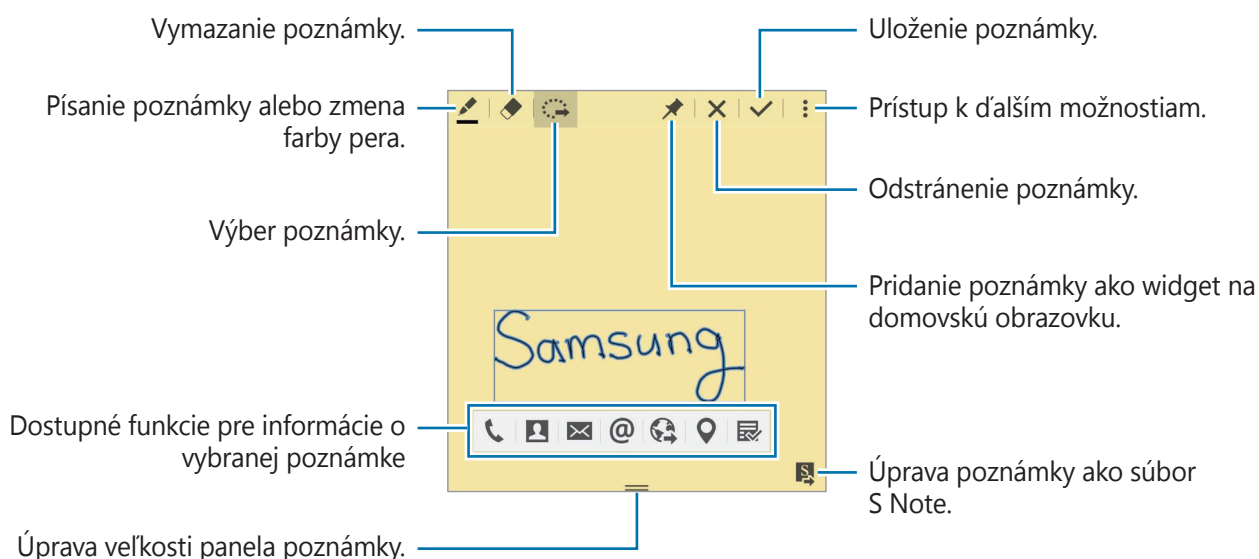 Vymazanie poznámky.
Uloženie poznámky.
Písanie poznámky alebo zmena
farby pera.
Prístup k ďalším možnostiam.
Odstránenie poznámky.
Výber poznámky.
Pridanie poznámky ako widget na
domovskú obrazovku.
Samsung
Dostupné funkcie pre informácie o
vybranej poznámke
Úprava poznámky ako súbor
S Note.
Úprava veľkosti panela poznámky.